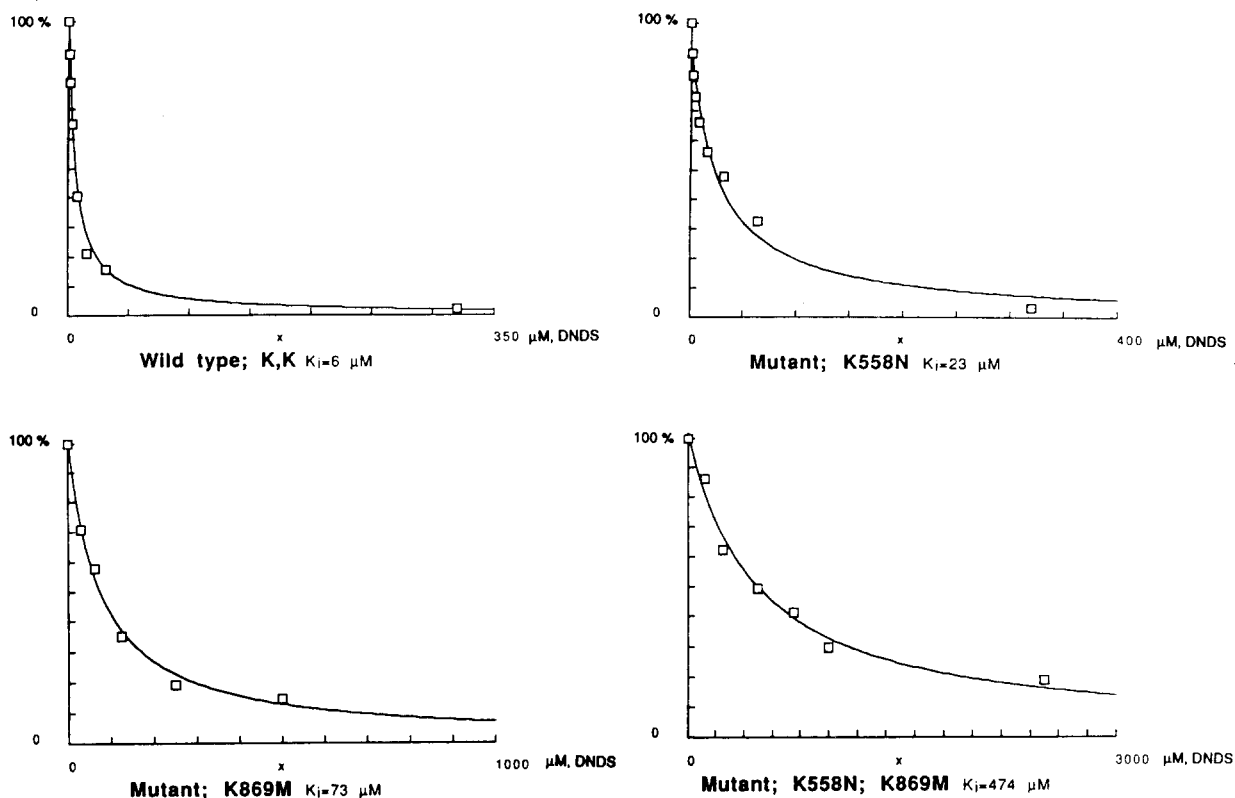 100 %
0
0 x 350 μM, DNDS
Wild type; K,K Ki=6 μM
100 %
0
0 x 400 μM, DNDS
Mutant; K558N Ki=23 μM
100 %
0
0 x 1000 μM, DNDS
Mutant; K869M Ki=73 μM
100%
0
0 x 3000 μM, DNDS
Mutant; K558N; K869M Ki=474 μM